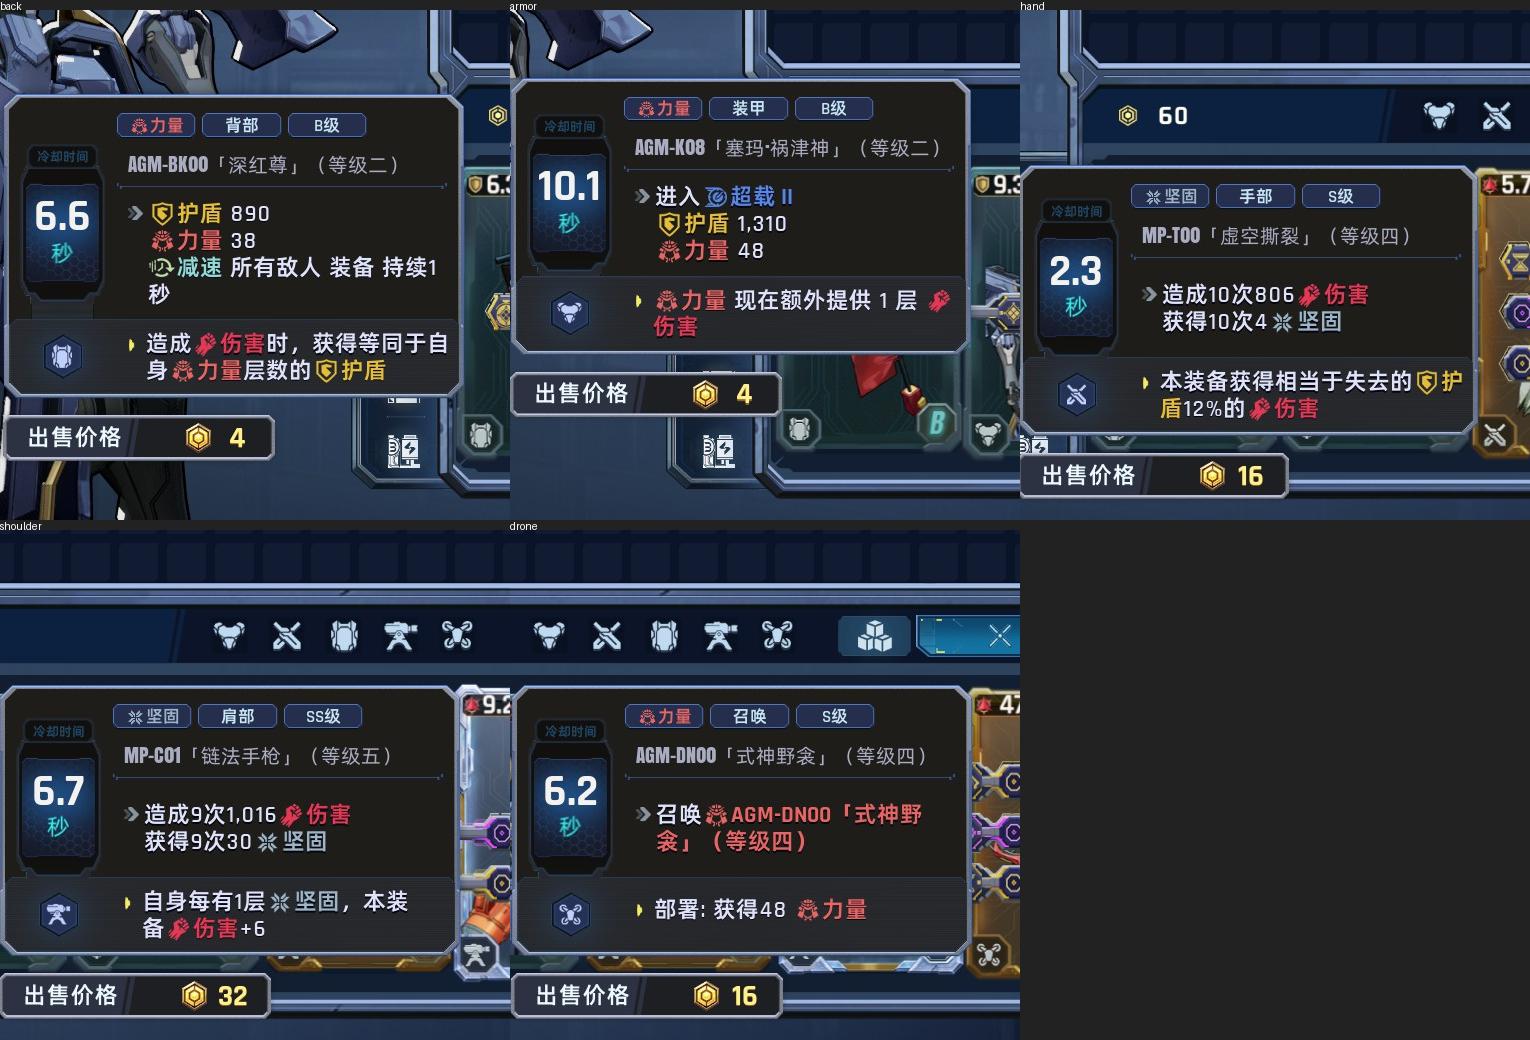 back
力量
背部
B级
冷却时间
6.6
秒
AGM-BK00「深红尊」（等级二）
护盾 890
力量 38
减速 所有敌人 装备 持续1
秒
造成伤害时，获得等同于自
身力量层数的护盾
出售价格
4
6.
armor
力量
装甲
B级
冷却时间
10.1
秒
AGM-K08「塞玛·祸津神」（等级二）
进入超载 II
护盾 1,310
力量 48
力量 现在额外提供 1 层
伤害
出售价格
4
B
9.3
hand
60
坚固
手部
S级
冷却时间
2.3
秒
MP-T00「虚空撕裂」（等级四）
造成10次806伤害
获得10次4坚固
本装备获得相当于失去的护
盾12%的伤害
出售价格
16
5.7
shoulder
坚固
肩部
SS级
冷却时间
6.7
秒
MP-C01「链法手枪」（等级五）
造成9次1,016伤害
获得9次30坚固
自身每有1层坚固，本装
备伤害+6
出售价格
32
9.2
drone
力量
召唤
S级
冷却时间
6.2
秒
AGM-DN00「式神野衾」（等级四）
召唤AGM-DN00「式神野
衾」（等级四）
部署: 获得48 力量
出售价格
16
47